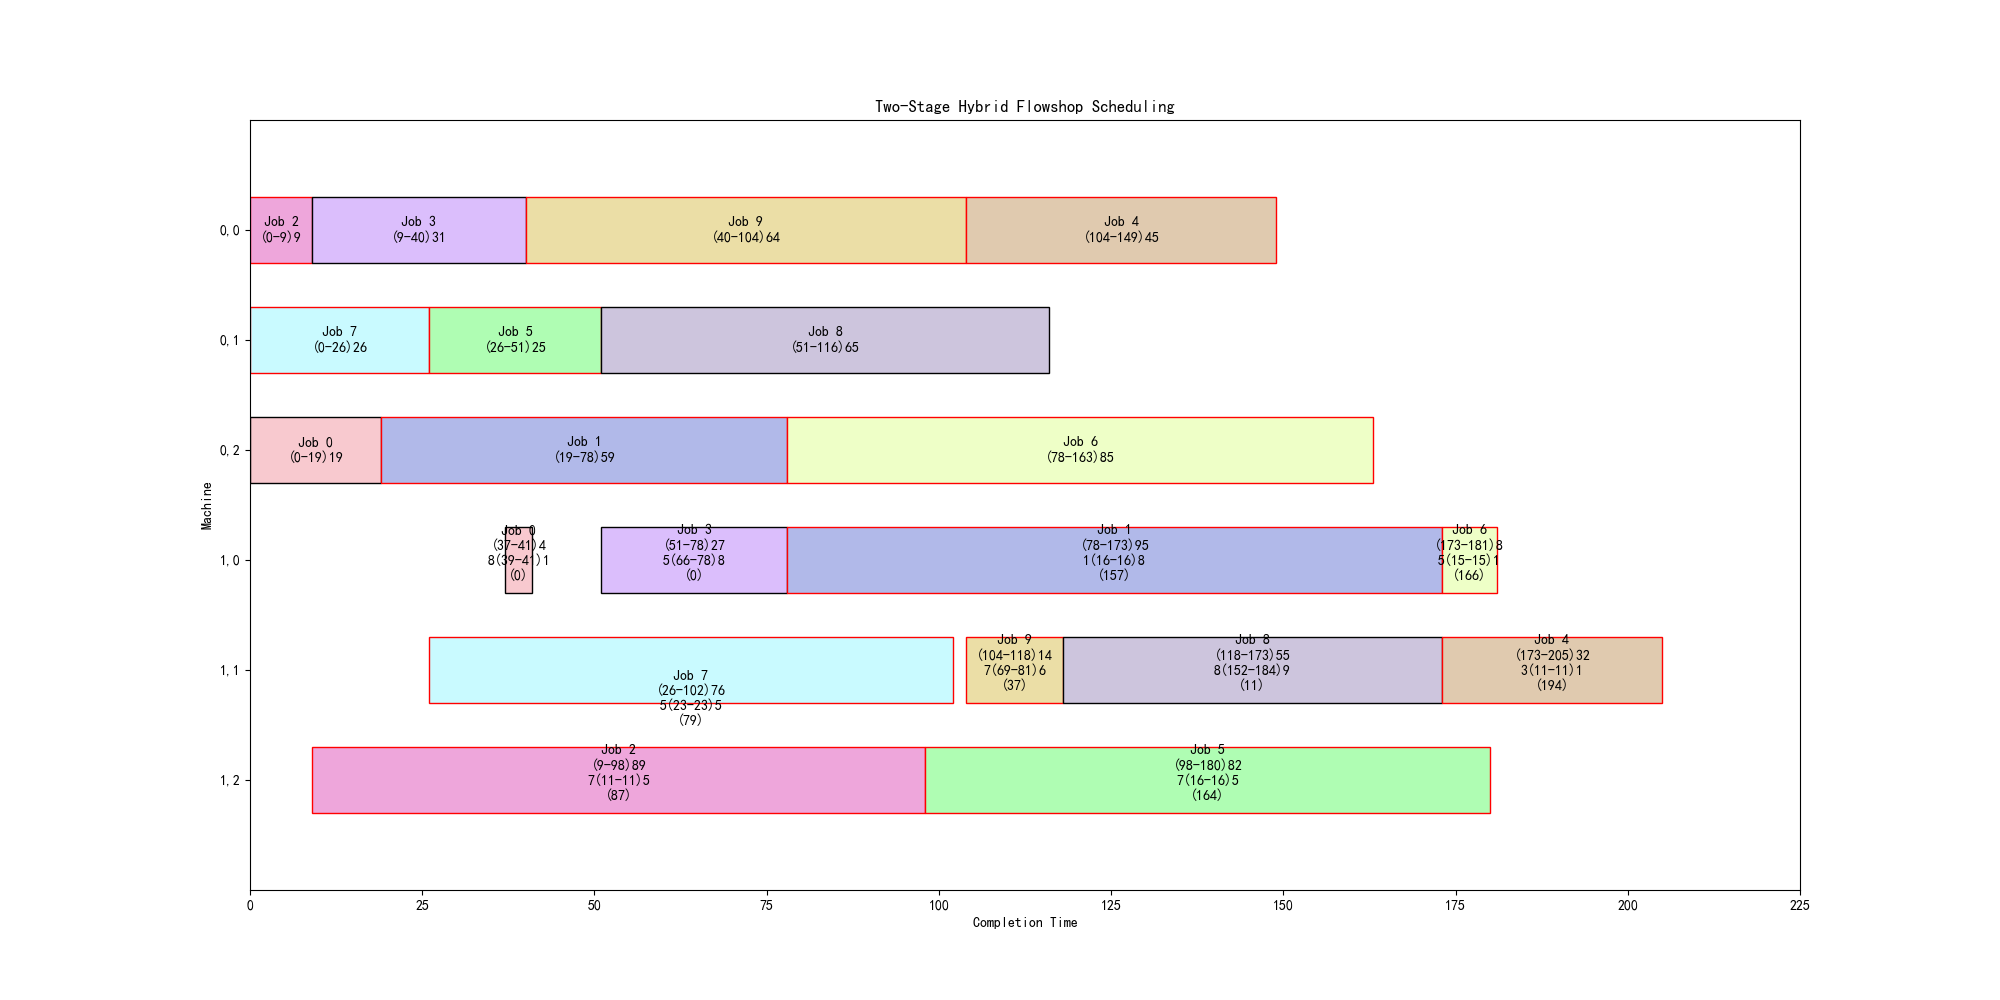 Two-Stage Hybrid Flowshop Scheduling
0,0
Job 2
(0-9)9
Job 3
(9-40)31
Job 9
(40-104)64
Job 4
(104-149)45
0,1
Job 7
(0-26)26
Job 5
(26-51)25
Job 8
(51-116)65
0,2
Job 0
(0-19)19
Job 1
(19-78)59
Job 6
(78-163)85
Machine
1,0
Job 0
(37-41)4
8(39-41)1
(0)
Job 3
(51-78)27
5(66-78)8
(0)
Job 1
(78-173)95
1(16-16)8
(157)
Job 6
(173-181)8
5(15-15)1
(166)
1,1
Job 7
(26-102)76
5(23-23)5
(79)
Job 9
(104-118)14
7(69-81)6
(37)
Job 8
(118-173)55
8(152-184)9
(11)
Job 4
(173-205)32
3(11-11)1
(194)
1,2
Job 2
(9-98)89
7(11-11)5
(87)
Job 5
(98-180)82
7(16-16)5
(164)
0
25
50
75
100
125
150
175
200
225
Completion Time